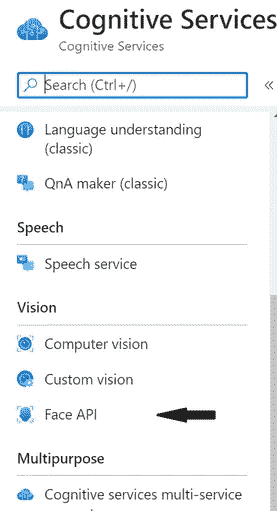 Cognitive Services
Cognitive Services
Search (Ctrl+/)
«
Language understanding
(classic)
QnA maker (classic)
Speech
Speech service
Vision
Computer vision
Custom vision
Face API
Multipurpose
Cognitive services multi-service